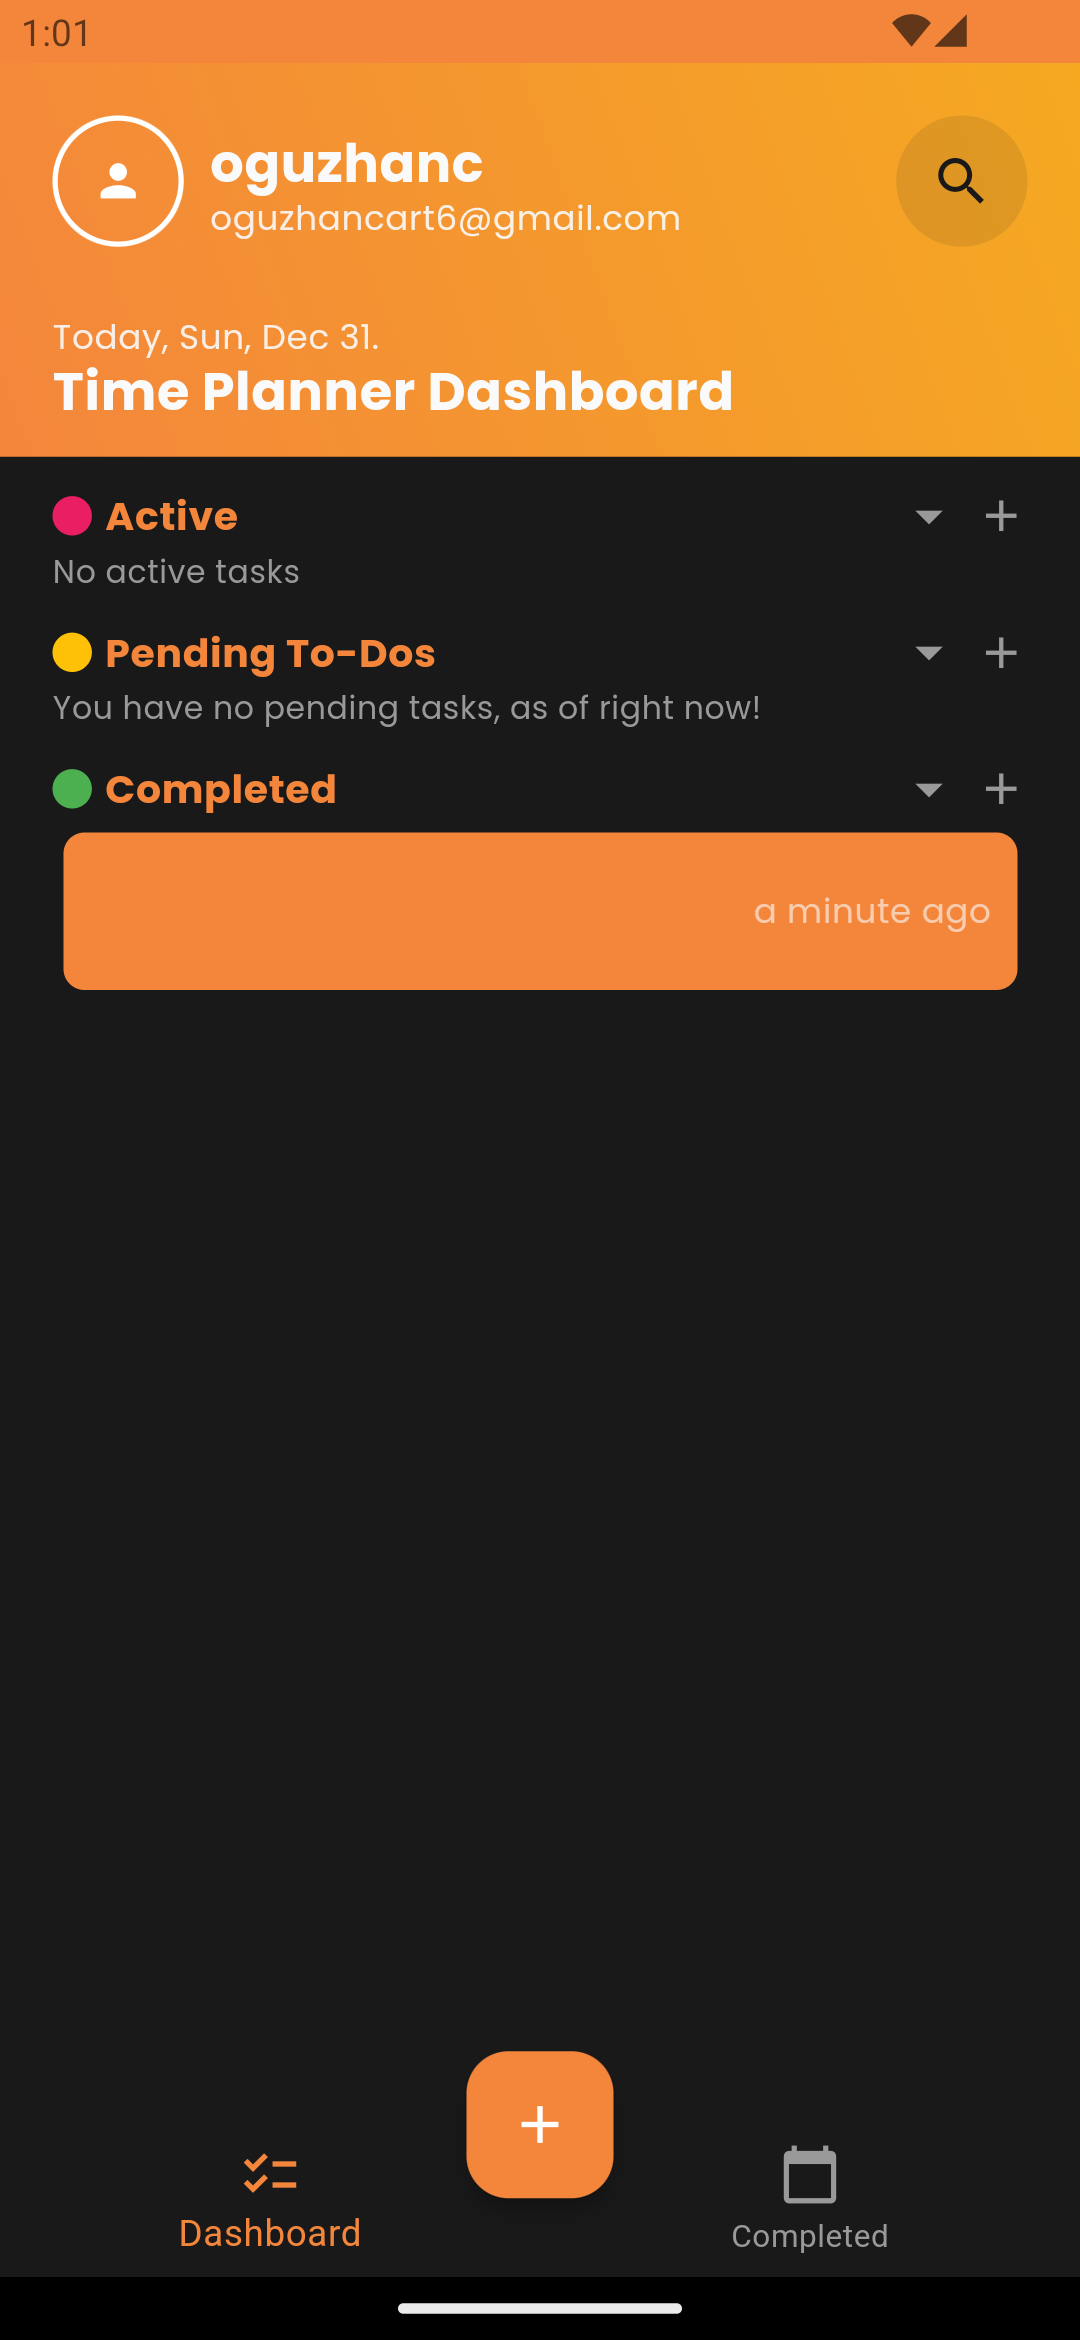 1:01
oguzhanc
oguzhancart6@gmail.com
Today, Sun, Dec 31.
Time Planner Dashboard
Active
No active tasks
Pending To-Dos
You have no pending tasks, as of right now!
Completed
a minute ago
Dashboard
Completed